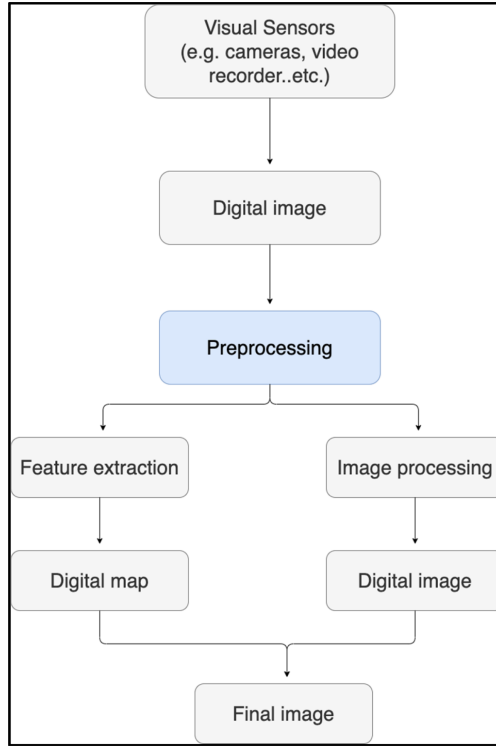 Visual Sensors
(e.g. cameras, video
recorder..etc.)
Digital image
Preprocessing
Feature extraction
Image processing
Digital map
Digital image
Final image